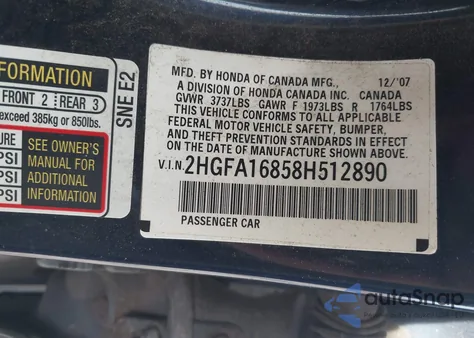 FORMATION
FRONT 2 REAR 3
exceed 385kg or 850lbs.
SEE OWNER'S
MANUAL FOR
ADDITIONAL
INFORMATION
URE
PSI
PSI
PSI
SNE E2
MFD. BY HONDA OF CANADA MFG., 12/'07
A DIVISION OF HONDA CANADA INC. CANADA
GVWR 3737LBS GAWR F 1973LBS R 1764LBS
THIS VEHICLE CONFORMS TO ALL APPLICABLE
FEDERAL MOTOR VEHICLE SAFETY, BUMPER,
AND THEFT PREVENTION STANDARDS IN EFFECT
ON THE DATE OF MANUFACTURE SHOWN ABOVE.
V.I.N. 2HGFA16858H512890
PASSENGER CAR
autoSnap